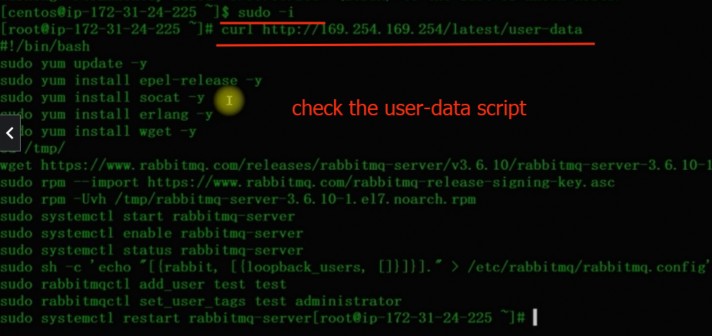 [centos@ip-172-31-24-225 ~]$ sudo -i
[root@ip-172-31-24-225 ~]# curl http://169.254.169.254/latest/user-data
#!/bin/bash
sudo yum update -y
sudo yum install epel-release -y
sudo yum install socat -y
sudo yum install erlang -y
sudo yum install wget -y
/tmp/
check the user-data script
wget https://www.rabbitmq.com/releases/rabbitmq-server/v3.6.10/rabbitmq-server-3.6.10-1
sudo rpm --import https://www.rabbitmq.com/rabbitmq-release-signing-key.asc
sudo rpm -Uvh /tmp/rabbitmq-server-3.6.10-1.el7.noarch.rpm
sudo systemctl start rabbitmq-server
sudo systemctl enable rabbitmq-server
sudo systemctl status rabbitmq-server
sudo sh -c 'echo "[{rabbit, [{loopback_users, []}]}]." > /etc/rabbitmq/rabbitmq.config'
sudo rabbitmqctl add_user test test
sudo rabbitmqctl set_user_tags test administrator
sudo systemctl restart rabbitmq-server[root@ip-172-31-24-225 ~]#